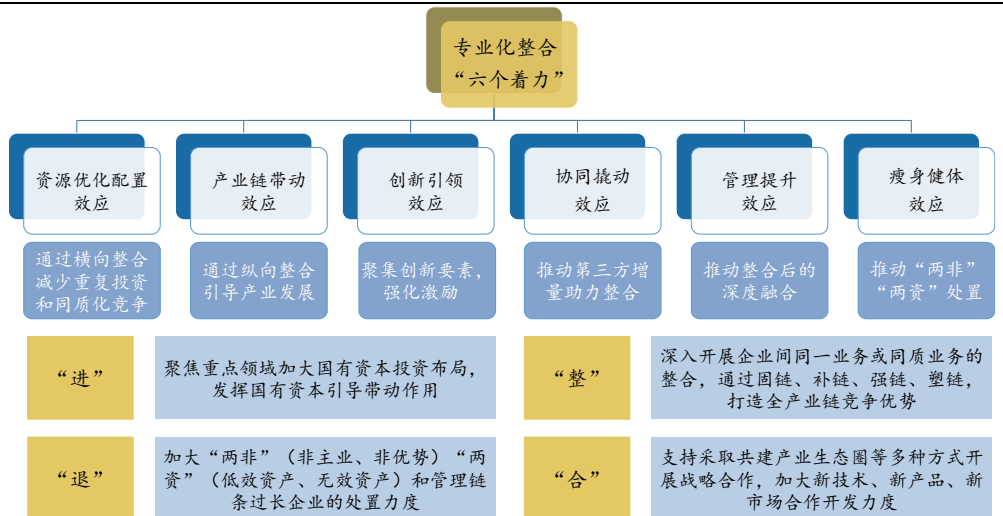 专业化整合
“六个着力”
资源优化配置
效应
产业链带动
效应
创新引领
效应
协同撬动
效应
管理提升
效应
瘦身健体
效应
通过横向整合
减少重复投资
和同质化竞争
通过纵向整合
引导产业发展
聚集创新要素，
强化激励
推动第三方增
量助力整合
推动整合后的
深度融合
推动“两非”
“两资”处置
“进”
聚焦重点领域加大国有资本投资布局，
发挥国有资本引导带动作用
“整”
深入开展企业间同一业务或同质业务的
整合，通过固链、补链、强链、塑链，
打造全产业链竞争优势
“退”
加大“两非”（非主业、非优势）“两
资”（低效资产、无效资产）和管理链
条过长企业的处置力度
“合”
支持采取共建产业生态圈等多种方式开
展战略合作，加大新技术、新产品、新
市场合作开发力度